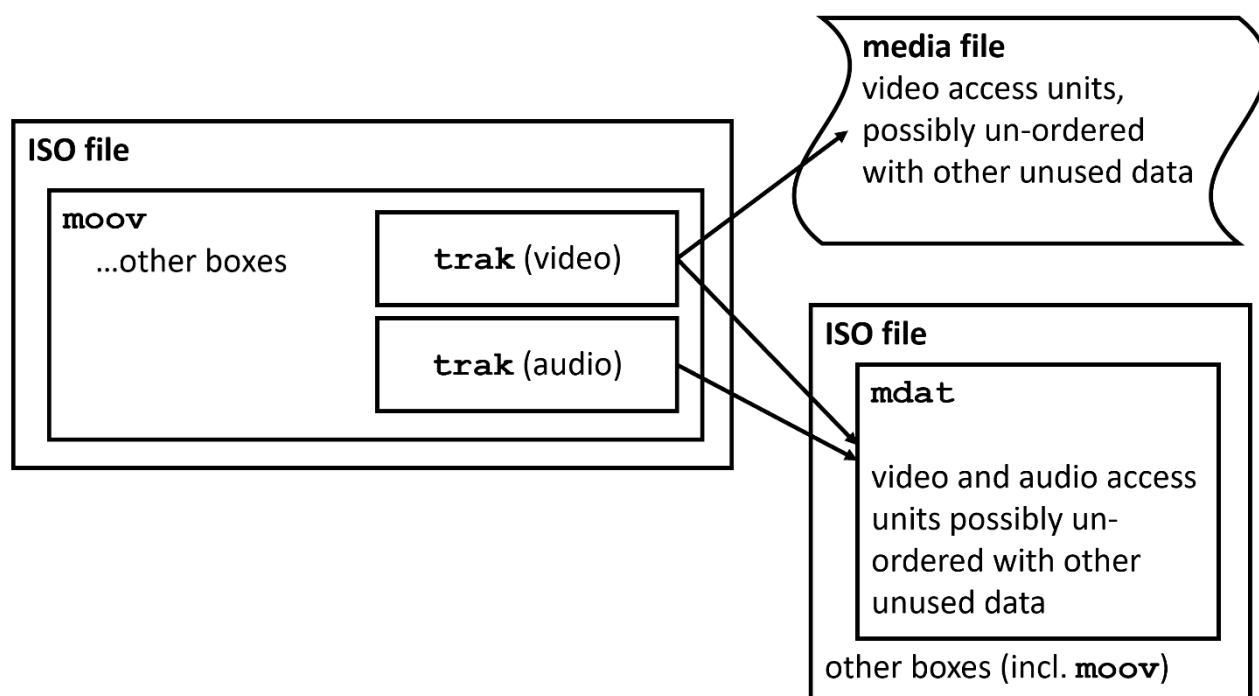 ISO file
moov
...other boxes
trak (video)
trak (audio)
media file
video access units,
possibly un-ordered
with other unused data
ISO file
mdat
video and audio access
units possibly un-
ordered with other
unused data
other boxes (incl. moov)